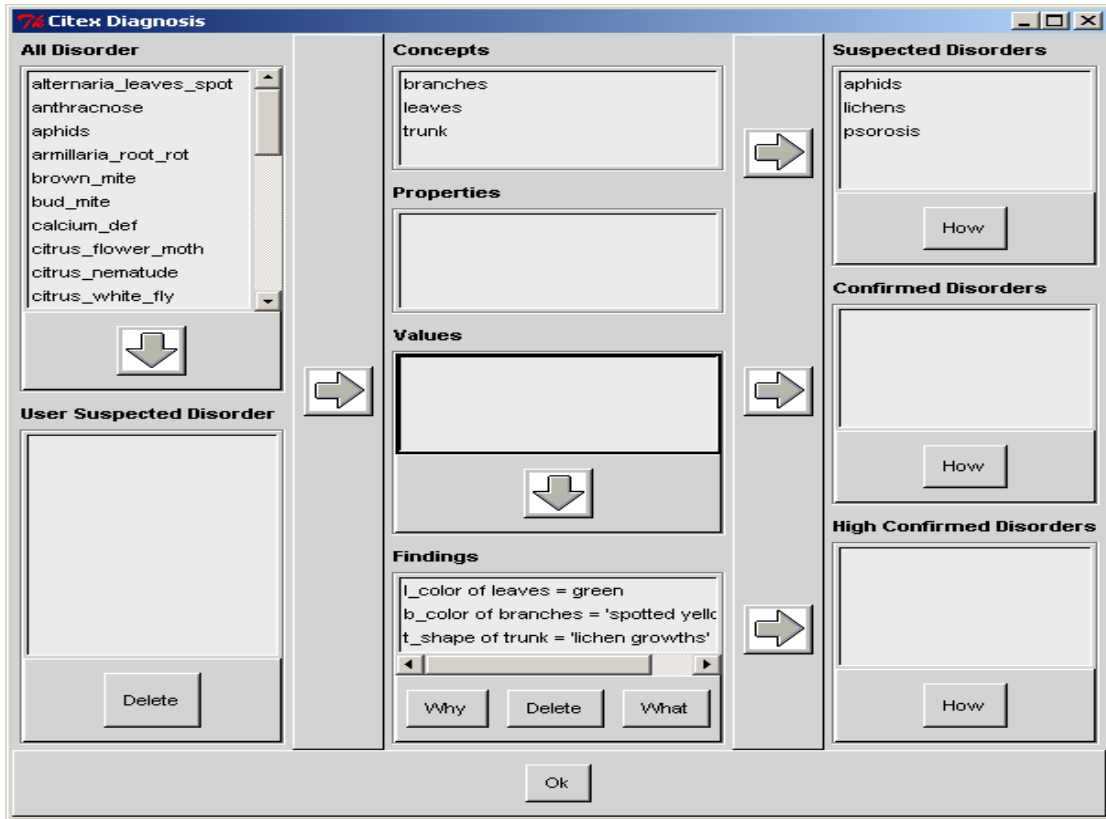 Citex Diagnosis
All Disorder
alternaria_leaves_spot
anthracnose
aphids
armillaria_root_rot
brown_mite
bud_mite
calcium_def
citrus_flower_moth
citrus_nematude
citrus_white_fly
User Suspected Disorder
Delete
Concepts
branches
leaves
trunk
Properties
Values
Findings
l_color of leaves = green
b_color of branches = 'spotted yello
t_shape of trunk = 'lichen growths'
Why
Delete
What
Suspected Disorders
aphids
lichens
psorosis
How
Confirmed Disorders
How
High Confirmed Disorders
How
Ok